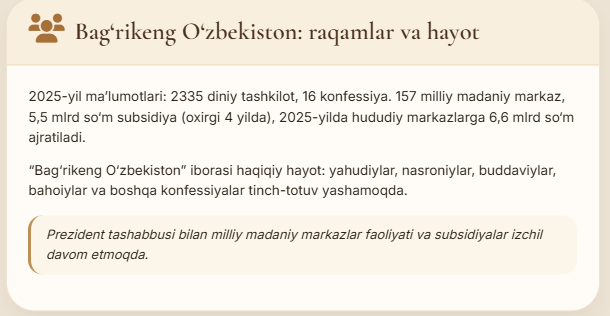 Bag‘rikeng O‘zbekiston: raqamlar va hayot
2025-yil ma’lumotlari: 2335 diniy tashkilot, 16 konfessiya. 157 milliy madaniy markaz,
5,5 mlrd so‘m subsidiya (oxirgi 4 yilda), 2025-yilda hududiy markazlarga 6,6 mlrd so‘m
ajratiladi.
“Bag‘rikeng O‘zbekiston” iborasi haqiqiy hayot: yahudiylar, nasroniylar, buddaviylar,
bahoiylar va boshqa konfessiyalar tinch-totuv yashamoqda.
Prezident tashabbusi bilan milliy madaniy markazlar faoliyati va subsidiyalar izchil
davom etmoqda.